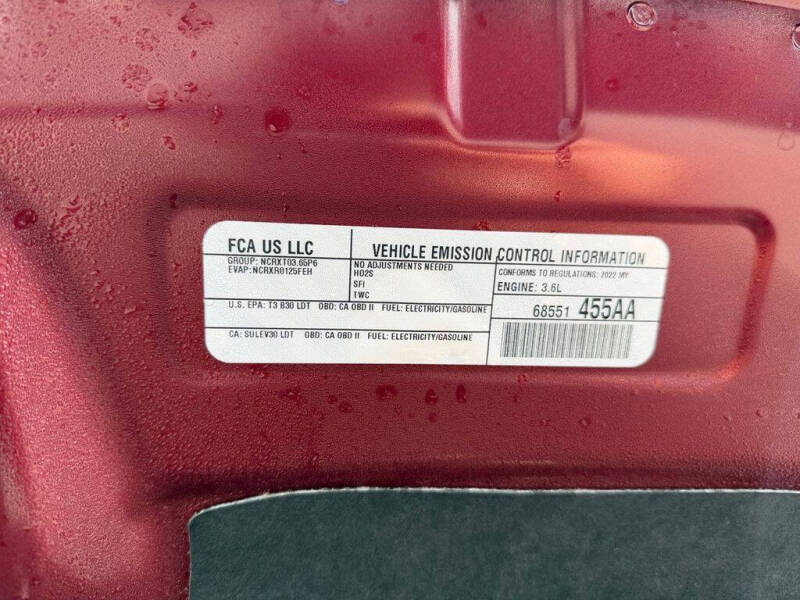 FCA US LLC
GROUP: NCRXT03.65P6
EVAP: NCRXR0125FEH
VEHICLE EMISSION CONTROL INFORMATION
NO ADJUSTMENTS NEEDED
HO2S
SFI
TWC
CONFORMS TO REGULATIONS: 2022 MY
ENGINE: 3.6L
U.S. EPA: T3 B30 LDT OBD: CA OBD II FUEL: ELECTRICITY/GASOLINE
68551 455AA
CA: SULEV30 LDT OBD: CA OBD II FUEL: ELECTRICITY/GASOLINE